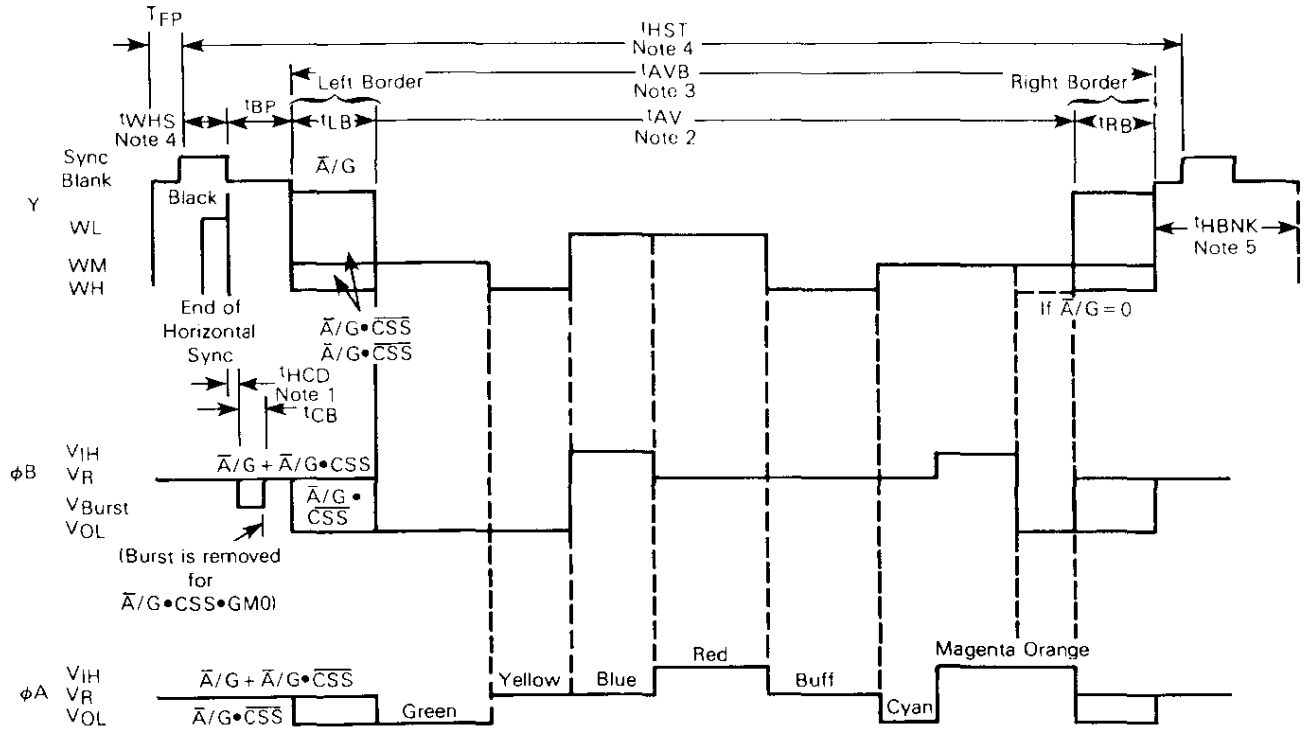 TFP
tHST
Note 4
tAVB
Note 3
Left Border
Right Border
tWHS
Note 4
tBP
tLB
tAV
Note 2
tRB
Sync
Blank
Y
Black
Ā/G
WL
WM
WH
tHBNK
Note 5
End of
Horizontal
Sync
Ā/G•C̅S̅S̅
Ā/G•C̅S̅S̅
If Ā/G=0
tHCD
Note 1
tCB
φB
VIH
VR
VBurst
VOL
Ā/G + Ā/G•CSS
Ā/G•
C̅S̅S̅
(Burst is removed
for
Ā/G•CSS•GM0)
φA
VIH
VR
VOL
Ā/G + Ā/G•C̅S̅S̅
Ā/G•C̅S̅S̅
Green
Yellow
Blue
Red
Buff
Cyan
Magenta Orange